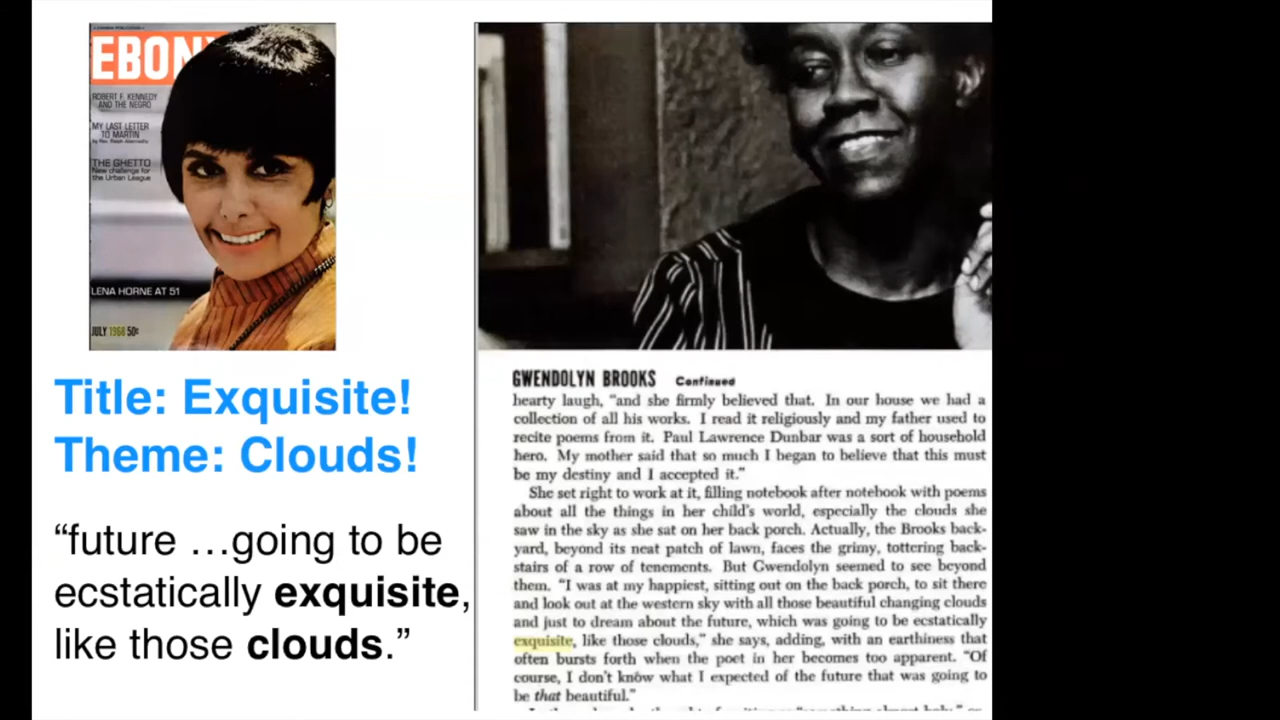 EBONY
ROBERT F. KENNEDY
AND THE NEGRO
MY LAST LETTER
TO MARTIN
by Rev. Ralph Abernathy
THE GHETTO
New challenge for
the Urban League
LENA HORNE AT 51
JULY 1968 50¢
Title: Exquisite!
Theme: Clouds!
“future …going to be
ecstatically exquisite,
like those clouds.”
GWENDOLYN BROOKS Continued
hearty laugh, “and she firmly believed that. In our house we had a
collection of all his works. I read it religiously and my father used to
recite poems from it. Paul Lawrence Dunbar was a sort of household
hero. My mother said that so much I began to believe that this must
be my destiny and I accepted it.”
She set right to work at it, filling notebook after notebook with poems
about all the things in her child’s world, especially the clouds she
saw in the sky as she sat on her back porch. Actually, the Brooks back-
yard, beyond its neat patch of lawn, faces the grimy, tottering back-
stairs of a row of tenements. But Gwendolyn seemed to see beyond
them. “I was at my happiest, sitting out on the back porch, to sit there
and look out at the western sky with all those beautiful changing clouds
and just to dream about the future, which was going to be ecstatically
exquisite, like those clouds,” she says, adding, with an earthiness that
often bursts forth when the poet in her becomes too apparent. “Of
course, I don’t know what I expected of the future that was going to
be that beautiful.”